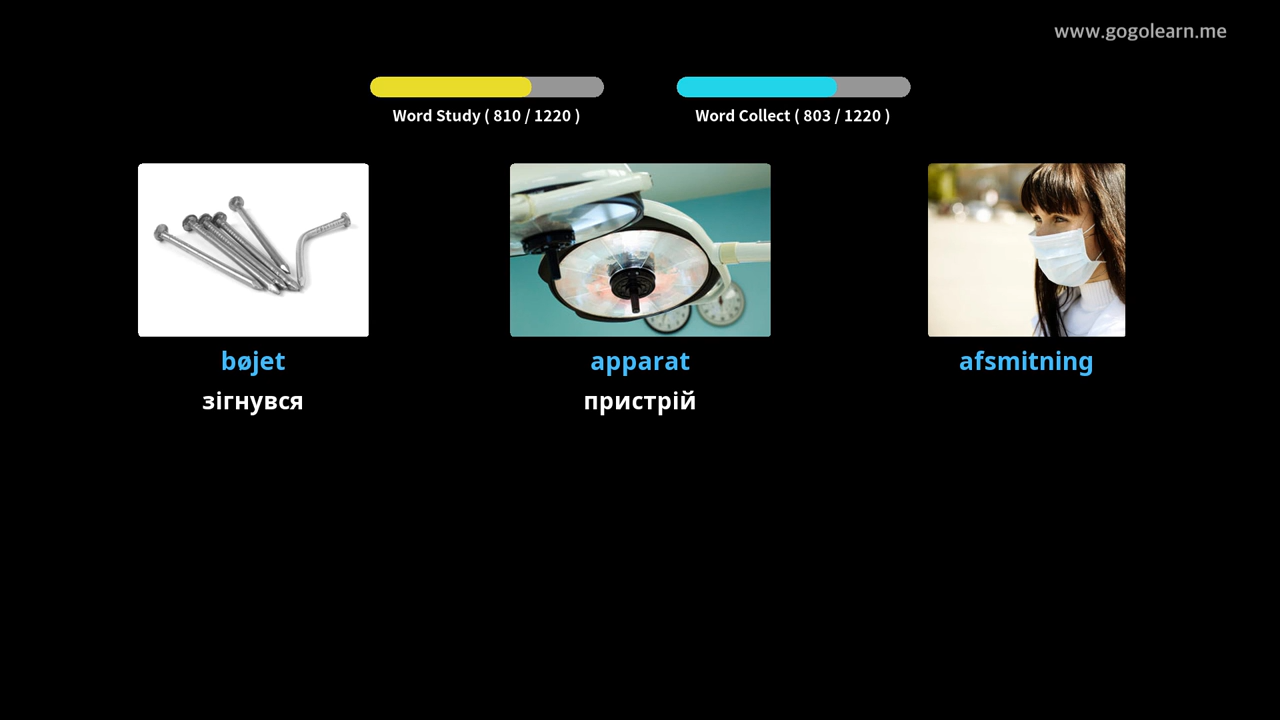 www.gogolearn.me
Word Study ( 810 / 1220 )
Word Collect ( 803 / 1220 )
bøjet
apparat
afsmitning
зігнувся
пристрій